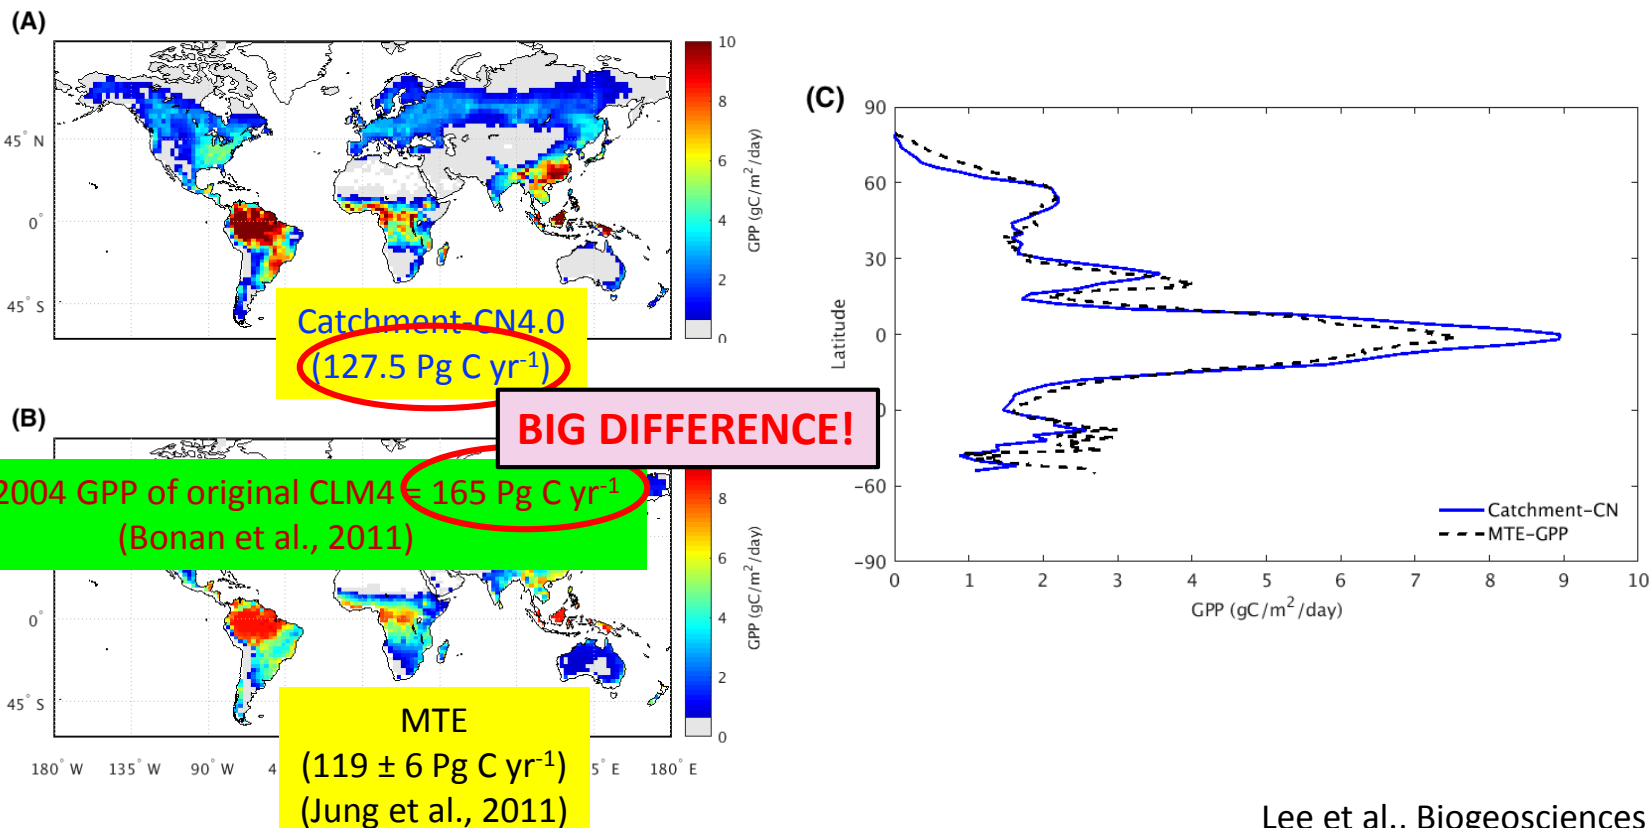 (A)
45° N
0°
45° S
10
8
6
4
2
0
GPP (gC/m²/day)
Catchment-CN4.0
(127.5 Pg C yr⁻¹)
BIG DIFFERENCE!
(B)
2004 GPP of original CLM4 = 165 Pg C yr⁻¹
(Bonan et al., 2011)
0°
45° S
180° W 135° W 90° W 4 5° E 180° E
8
6
4
2
0
GPP (gC/m²/day)
MTE
(119 ± 6 Pg C yr⁻¹)
(Jung et al., 2011)
(C)
90
60
30
0
0
−60
−90
Latitude
0 1 2 3 4 5 6 7 8 9 10
GPP (gC/m²/day)
Catchment-CN
MTE-GPP
Lee et al., Biogeosciences